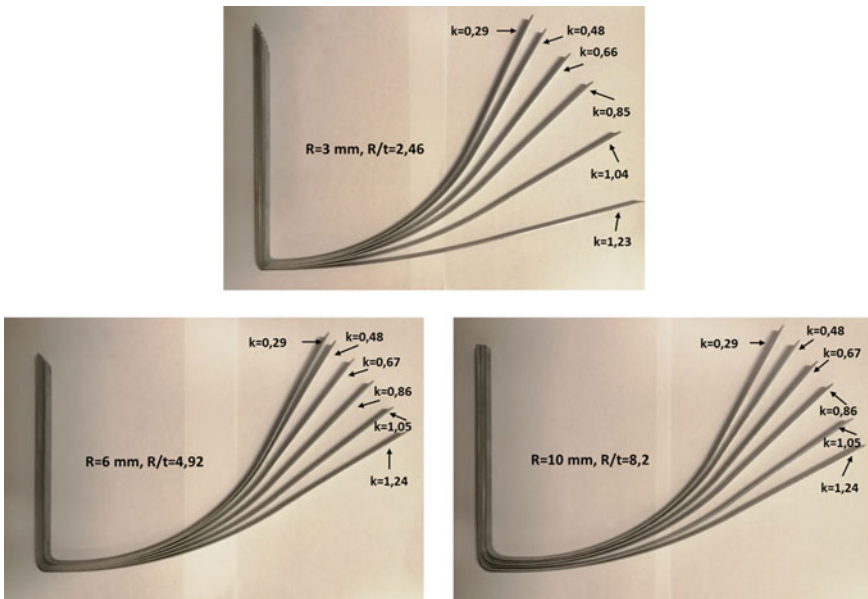 k=0,29
k=0,48
k=0,66
k=0,85
R=3 mm, R/t=2,46
k=1,04
k=1,23
k=0,29
k=0,48
k=0,67
k=0,86
k=1,05
R=6 mm, R/t=4,92
k=1,24
k=0,29
k=0,48
k=0,67
k=0,86
k=1,05
R=10 mm, R/t=8,2
k=1,24